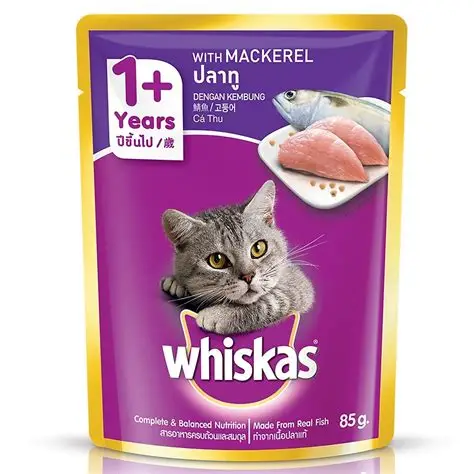 1+
Years
ปีขึ้นไป / 歲
WITH MACKEREL
ปลาทู
DENGAN KEMBUNG
鯖魚 / 고등어
Cá Thu
whiskas
Complete & Balanced Nutrition
สารอาหารครบถ้วนและสมดุล
Made From Real Fish
ทำจากเนื้อปลาแท้
85g.